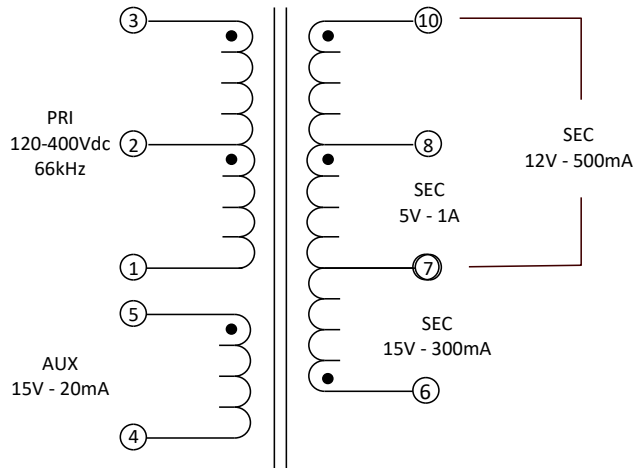 3
10
PRI
120-400Vdc
66kHz
2
8
SEC
12V - 500mA
SEC
5V - 1A
1
7
5
SEC
15V - 300mA
AUX
15V - 20mA
6
4